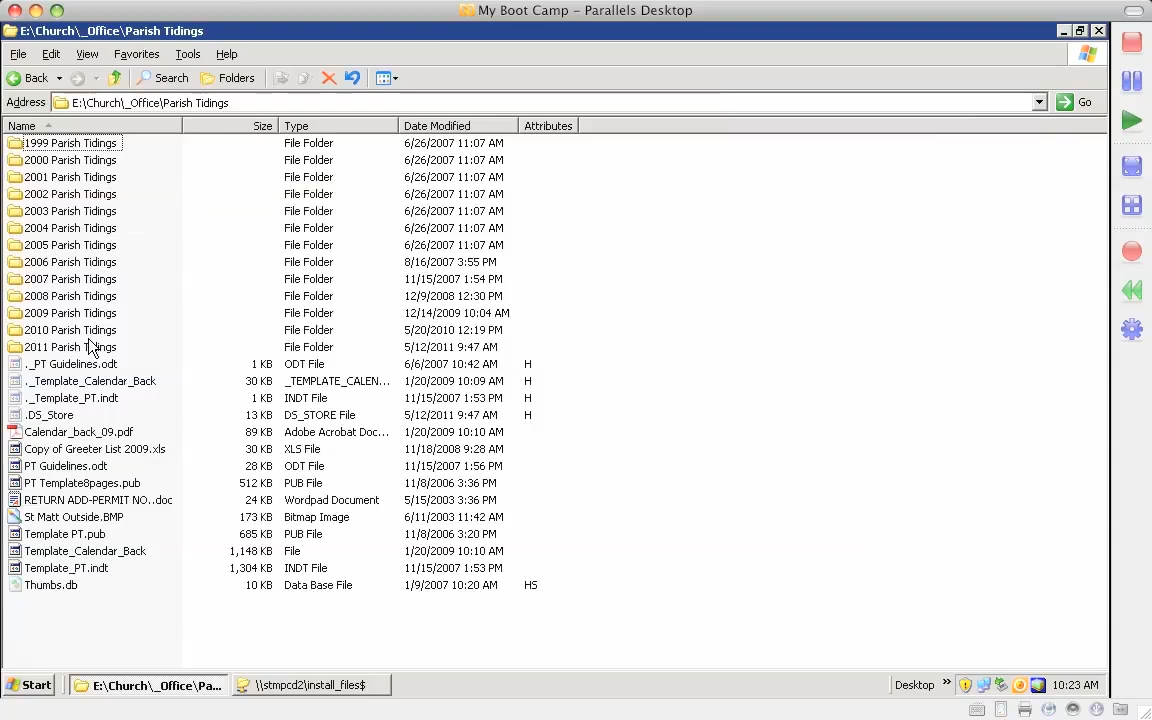 My Boot Camp – Parallels Desktop
E:\Church\_Office\Parish Tidings
File Edit View Favorites Tools Help
Back Search Folders
Address E:\Church\_Office\Parish Tidings Go
Name Size Type Date Modified Attributes
1999 Parish Tidings File Folder 6/26/2007 11:07 AM
2000 Parish Tidings File Folder 6/26/2007 11:07 AM
2001 Parish Tidings File Folder 6/26/2007 11:07 AM
2002 Parish Tidings File Folder 6/26/2007 11:07 AM
2003 Parish Tidings File Folder 6/26/2007 11:07 AM
2004 Parish Tidings File Folder 6/26/2007 11:07 AM
2005 Parish Tidings File Folder 6/26/2007 11:07 AM
2006 Parish Tidings File Folder 8/16/2007 3:55 PM
2007 Parish Tidings File Folder 11/15/2007 1:54 PM
2008 Parish Tidings File Folder 12/9/2008 12:30 PM
2009 Parish Tidings File Folder 12/14/2009 10:04 AM
2010 Parish Tidings File Folder 5/20/2010 12:19 PM
2011 Parish Tidings File Folder 5/12/2011 9:47 AM
._PT Guidelines.odt 1 KB ODT File 6/6/2007 10:42 AM H
._Template_Calendar_Back 30 KB _TEMPLATE_CALEN... 1/20/2009 10:09 AM H
._Template_PT.indt 1 KB INDT File 11/15/2007 1:53 PM H
.DS_Store 13 KB DS_STORE File 5/12/2011 9:47 AM H
Calendar_back_09.pdf 89 KB Adobe Acrobat Doc... 1/20/2009 10:10 AM
Copy of Greeter List 2009.xls 30 KB XLS File 11/18/2008 9:28 AM
PT Guidelines.odt 28 KB ODT File 11/15/2007 1:56 PM
PT Template8pages.pub 512 KB PUB File 11/8/2006 3:36 PM
RETURN ADD-PERMIT NO..doc 24 KB Wordpad Document 5/15/2003 3:36 PM
St Matt Outside.BMP 173 KB Bitmap Image 6/11/2003 11:42 AM
Template PT.pub 685 KB PUB File 11/8/2006 3:20 PM
Template_Calendar_Back 1,148 KB File 1/20/2009 10:10 AM
Template_PT.indt 1,304 KB INDT File 11/15/2007 1:53 PM
Thumbs.db 10 KB Data Base File 1/9/2007 10:20 AM HS
Start E:\Church\_Office\Pa... \\stmpcd2\install_files$ Desktop » 10:23 AM